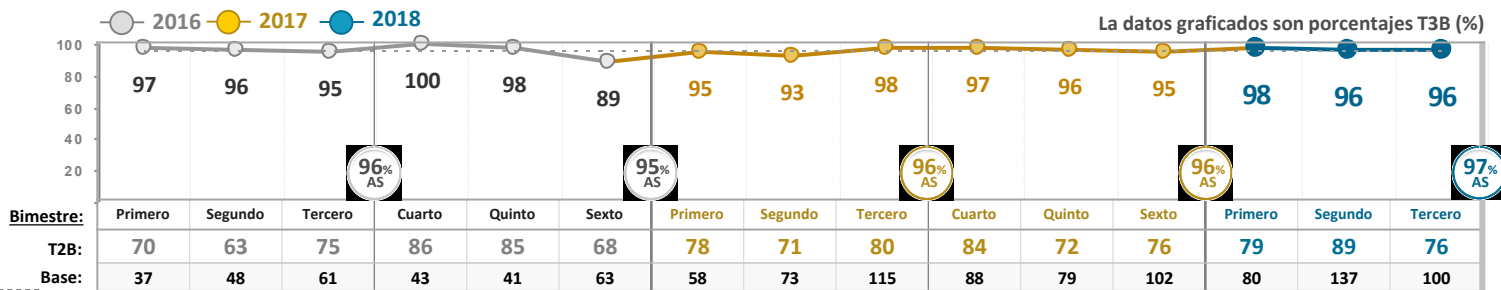 2016 2017 2018
La datos graficados son porcentajes T3B (%)
100
80
60
40
20
97 96 95 100 98 89 95 93 98 97 96 95 98 96 96
96% AS 95% AS 96% AS 96% AS 97% AS
Bimestre: Primero Segundo Tercero Cuarto Quinto Sexto Primero Segundo Tercero Cuarto Quinto Sexto Primero Segundo Tercero
T2B: 70 63 75 86 85 68 78 71 80 84 72 76 79 89 76
Base: 37 48 61 43 41 63 58 73 115 88 79 102 80 137 100